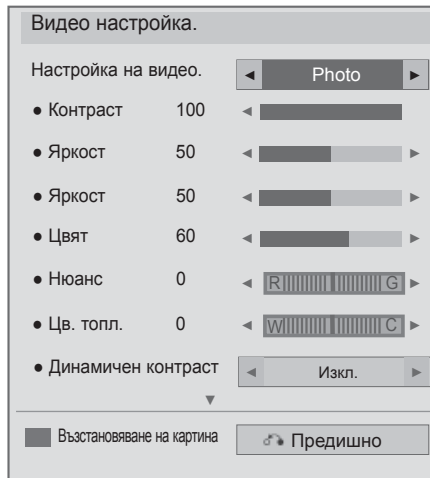 Видео настройка.
Настройка на видео. ◄ Photo ►
● Контраст 100 ◄
● Яркост 50 ◄ ►
● Яркост 50 ◄ ►
● Цвят 60 ◄ ►
● Нюанс 0 ◄ R G ►
● Цв. топл. 0 ◄ W C ►
● Динамичен контраст ◄ Изкл. ►
▼
Възстановяване на картина Предишно